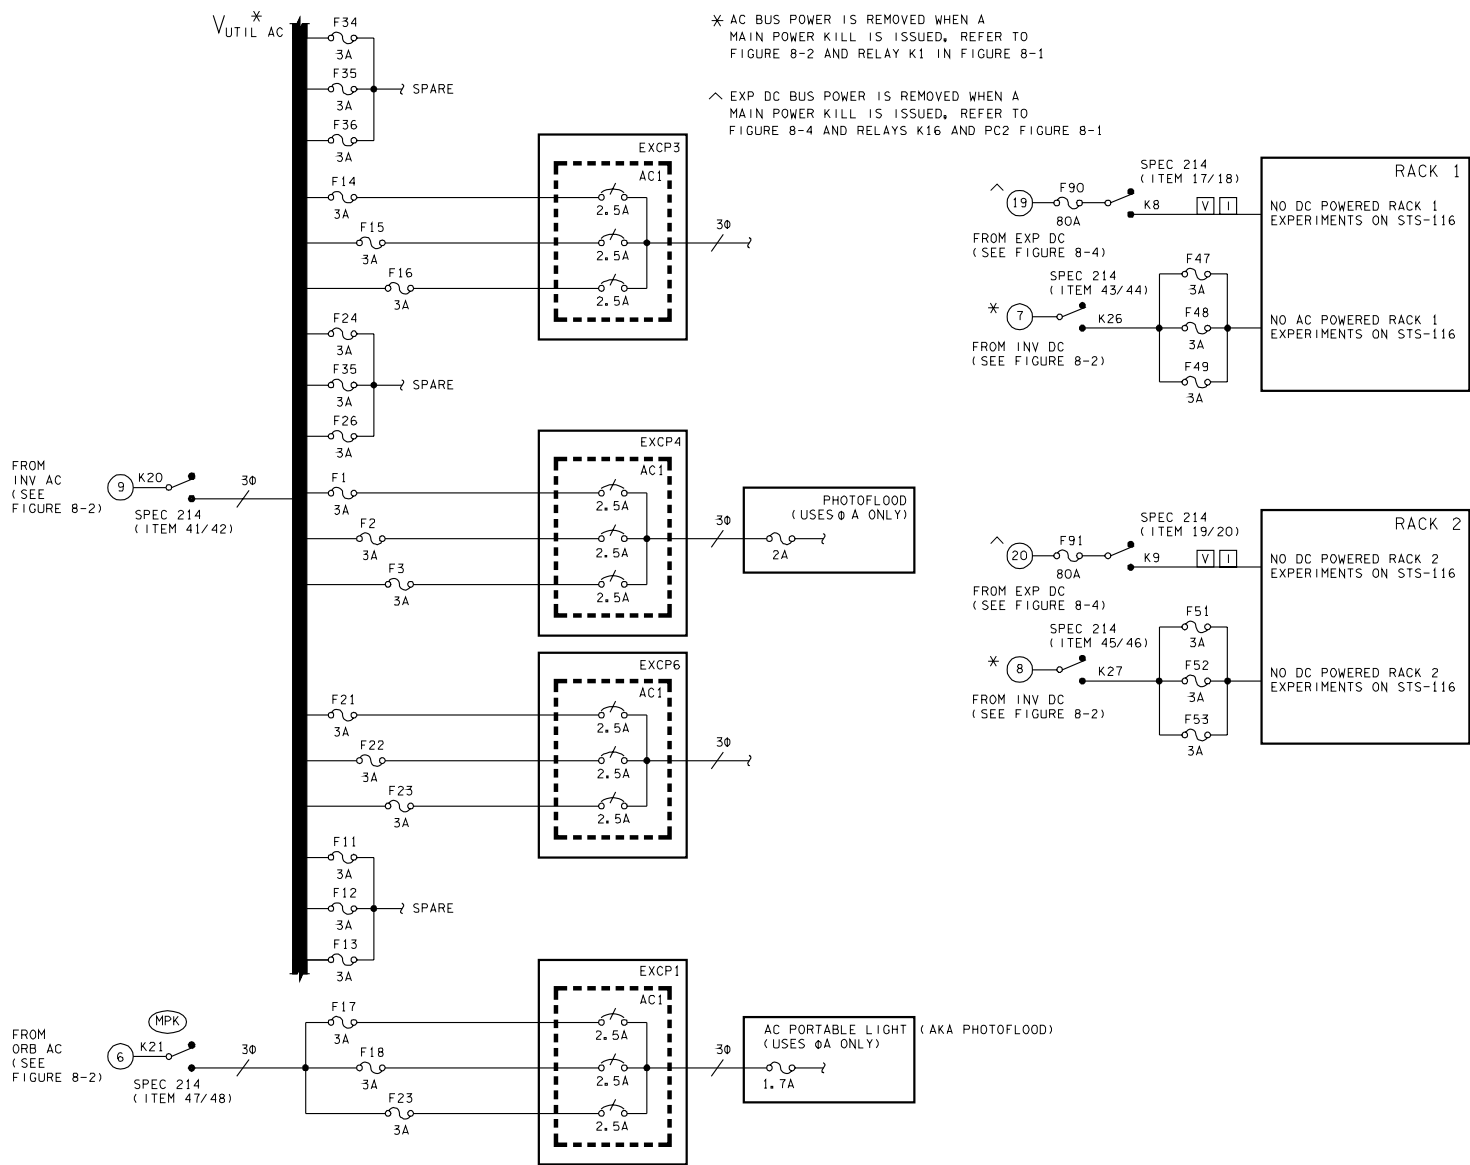 V UTIL AC *
* AC BUS POWER IS REMOVED WHEN A
MAIN POWER KILL IS ISSUED. REFER TO
FIGURE 8-2 AND RELAY K1 IN FIGURE 8-1
^ EXP DC BUS POWER IS REMOVED WHEN A
MAIN POWER KILL IS ISSUED. REFER TO
FIGURE 8-4 AND RELAYS K16 AND PC2 FIGURE 8-1
F34
3A
F35
3A
SPARE
F36
3A
EXCP3
AC1
F14
3A
2.5A
F15
3A
2.5A
3Φ
F16
3A
2.5A
F24
3A
F35
3A
SPARE
F26
3A
FROM
INV AC
(SEE
FIGURE 8-2)
9
K20
SPEC 214
(ITEM 41/42)
3Φ
EXCP4
AC1
F1
3A
2.5A
F2
3A
2.5A
3Φ
F3
3A
2.5A
PHOTOFLOOD
(USES Φ A ONLY)
2A
EXCP6
AC1
F21
3A
2.5A
F22
3A
2.5A
3Φ
F23
3A
2.5A
F11
3A
F12
3A
SPARE
F13
3A
FROM
ORB AC
(SEE
FIGURE 8-2)
6
MPK
K21
SPEC 214
(ITEM 47/48)
3Φ
EXCP1
AC1
F17
3A
2.5A
F18
3A
2.5A
3Φ
F23
3A
2.5A
AC PORTABLE LIGHT (AKA PHOTOFLOOD)
(USES ΦA ONLY)
1.7A
RACK 1
^
19
F90
80A
SPEC 214
(ITEM 17/18)
K8
V
I
NO DC POWERED RACK 1
EXPERIMENTS ON STS-116
FROM EXP DC
(SEE FIGURE 8-4)
*
7
SPEC 214
(ITEM 43/44)
K26
FROM INV DC
(SEE FIGURE 8-2)
F47
3A
F48
3A
F49
3A
NO AC POWERED RACK 1
EXPERIMENTS ON STS-116
RACK 2
^
20
F91
80A
SPEC 214
(ITEM 19/20)
K9
V
I
NO DC POWERED RACK 2
EXPERIMENTS ON STS-116
FROM EXP DC
(SEE FIGURE 8-4)
*
8
SPEC 214
(ITEM 45/46)
K27
FROM INV DC
(SEE FIGURE 8-2)
F51
3A
F52
3A
F53
3A
NO DC POWERED RACK 2
EXPERIMENTS ON STS-116